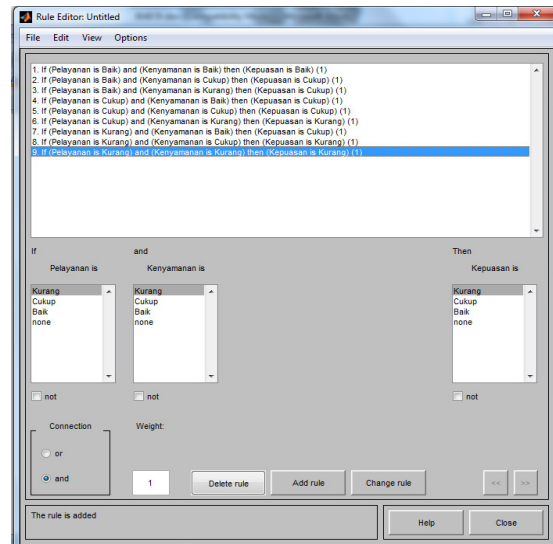 Rule Editor: Untitled
File Edit View Options
1. If (Pelayanan is Baik) and (Kenyamanan is Baik) then (Kepuasan is Baik) (1)
2. If (Pelayanan is Baik) and (Kenyamanan is Cukup) then (Kepuasan is Cukup) (1)
3. If (Pelayanan is Baik) and (Kenyamanan is Kurang) then (Kepuasan is Cukup) (1)
4. If (Pelayanan is Cukup) and (Kenyamanan is Baik) then (Kepuasan is Cukup) (1)
5. If (Pelayanan is Cukup) and (Kenyamanan is Cukup) then (Kepuasan is Cukup) (1)
6. If (Pelayanan is Cukup) and (Kenyamanan is Kurang) then (Kepuasan is Kurang) (1)
7. If (Pelayanan is Kurang) and (Kenyamanan is Baik) then (Kepuasan is Cukup) (1)
8. If (Pelayanan is Kurang) and (Kenyamanan is Cukup) then (Kepuasan is Kurang) (1)
9. If (Pelayanan is Kurang) and (Kenyamanan is Kurang) then (Kepuasan is Kurang) (1)
If and Then
Pelayanan is Kenyamanan is Kepuasan is
Kurang Kurang Kurang
Cukup Cukup Cukup
Baik Baik Baik
none none none
not not not
Connection Weight:
or
and 1 Delete rule Add rule Change rule << >>
The rule is added
Help Close